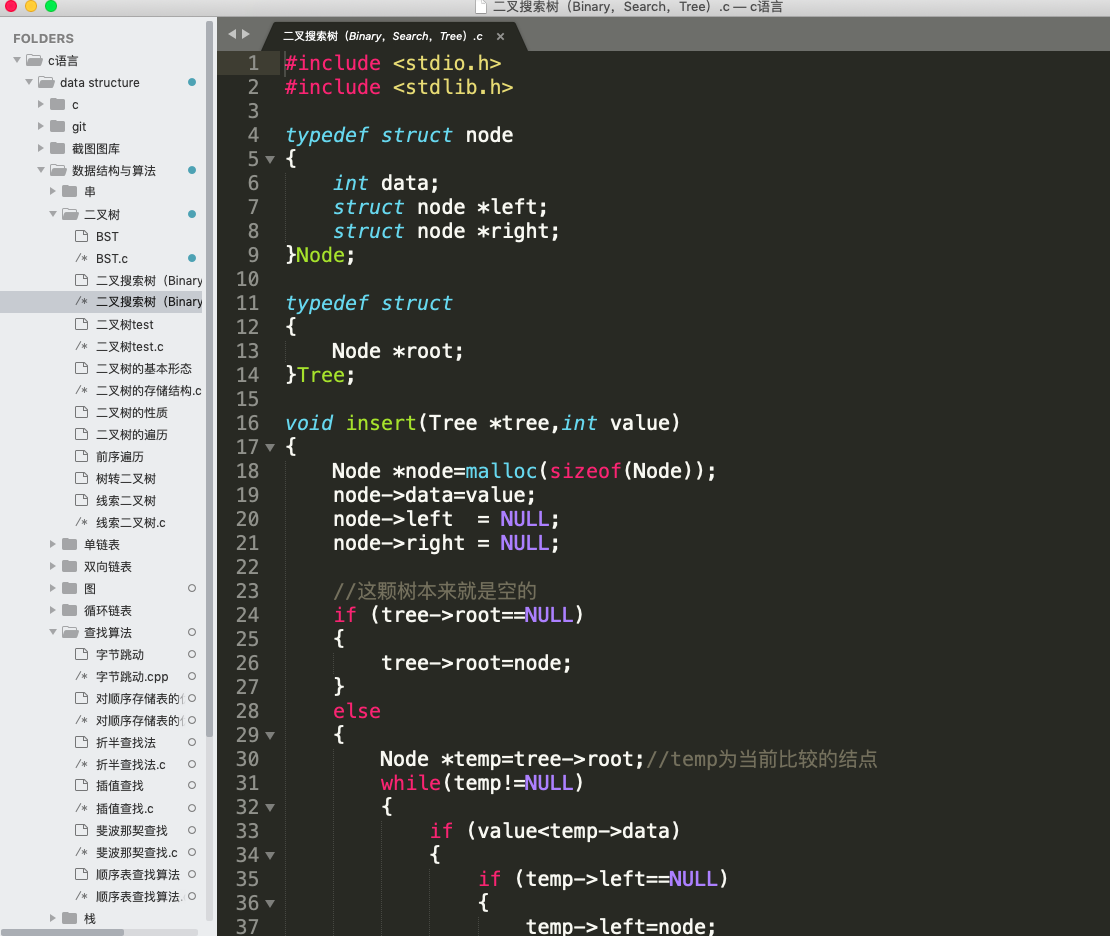 二叉搜索树（Binary，Search，Tree）.c — c语言
FOLDERS
c语言
data structure
c
git
截图图库
数据结构与算法
串
二叉树
BST
/* BST.c
二叉搜索树（Binary
/* 二叉搜索树（Binary
二叉树test
/* 二叉树test.c
二叉树的基本形态
/* 二叉树的存储结构.c
二叉树的性质
二叉树的遍历
前序遍历
树转二叉树
线索二叉树
/* 线索二叉树.c
单链表
双向链表
图
循环链表
查找算法
字节跳动
/* 字节跳动.cpp
对顺序存储表的
/* 对顺序存储表的
折半查找法
/* 折半查找法.c
插值查找
/* 插值查找.c
斐波那契查找
/* 斐波那契查找.c
顺序表查找算法
/* 顺序表查找算法.
栈
二叉搜索树（Binary，Search，Tree）.c ×
1 #include <stdio.h>
2 #include <stdlib.h>
3
4 typedef struct node
5 {
6     int data;
7     struct node *left;
8     struct node *right;
9 }Node;
10
11 typedef struct
12 {
13     Node *root;
14 }Tree;
15
16 void insert(Tree *tree,int value)
17 {
18     Node *node=malloc(sizeof(Node));
19     node->data=value;
20     node->left  = NULL;
21     node->right = NULL;
22
23     //这颗树本来就是空的
24     if (tree->root==NULL)
25     {
26         tree->root=node;
27     }
28     else
29     {
30         Node *temp=tree->root;//temp为当前比较的结点
31         while(temp!=NULL)
32         {
33             if (value<temp->data)
34             {
35                 if (temp->left==NULL)
36                 {
37                     temp->left=node;